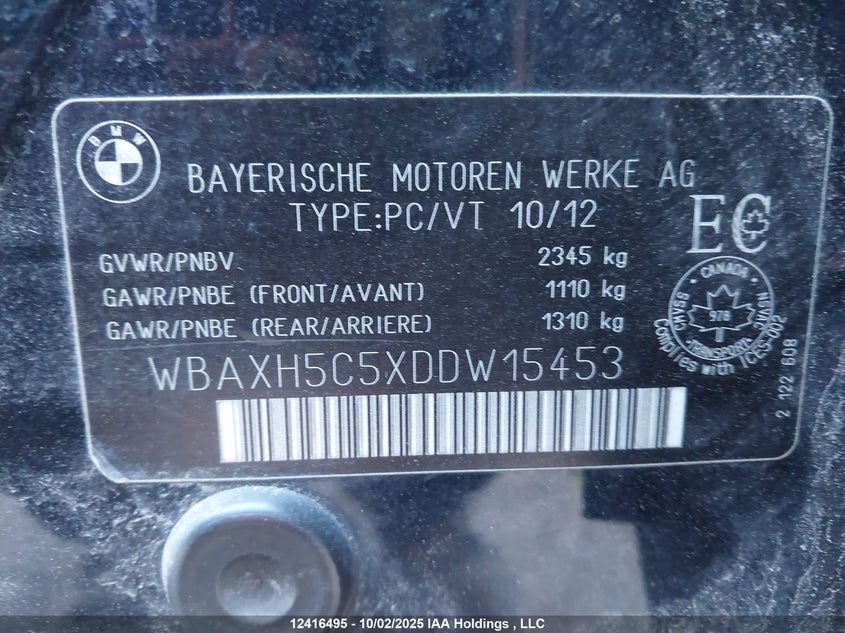 BMW
BAYERISCHE MOTOREN WERKE AG
TYPE:PC/VT 10/12
EC
GVWR/PNBV 2345 kg
GAWR/PNBE (FRONT/AVANT) 1110 kg
GAWR/PNBE (REAR/ARRIERE) 1310 kg
CANADA
CMVSS
NSVAC
978
TRANSPORT
Complies with ICES-002
2 122 608
WBAXH5C5XDDW15453
12416495 - 10/02/2025 IAA Holdings , LLC